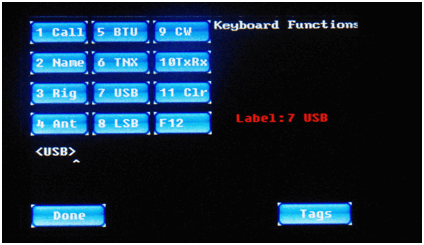 1 Call 5 BTU 9 CW Keyboard Functions
2 Name 6 TNX 10TxRx
3 Rig 7 USB 11 Clr
4 Ant 8 LSB F12 Label:7 USB
<USB>
^
Done Tags